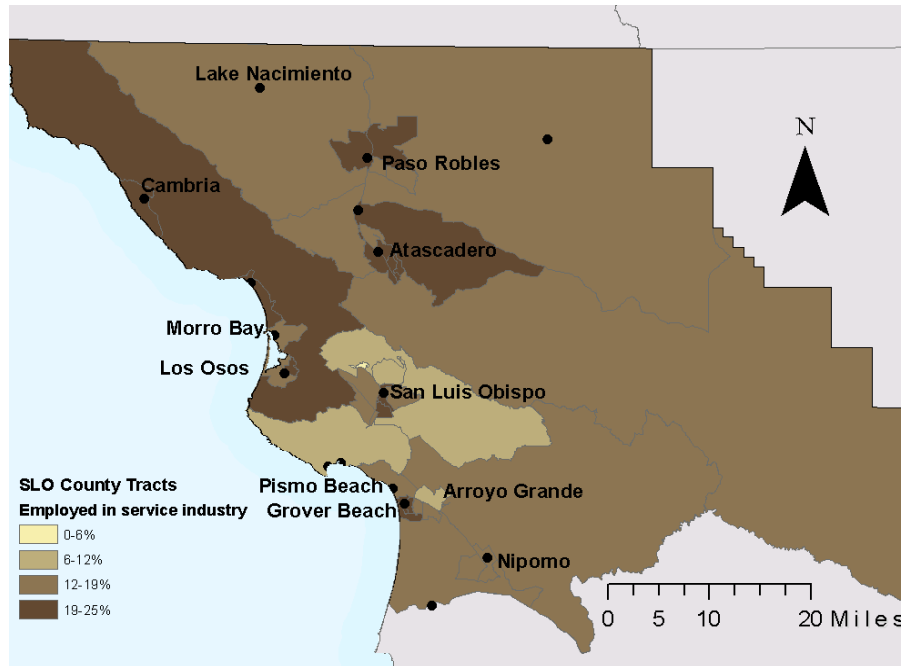 Lake Nacimiento
N
Paso Robles
Cambria
Atascadero
Morro Bay
Los Osos
San Luis Obispo
Pismo Beach
Arroyo Grande
Grover Beach
Nipomo
SLO County Tracts
Employed in service industry
0-6%
6-12%
12-19%
19-25%
0 5 10 20 Miles